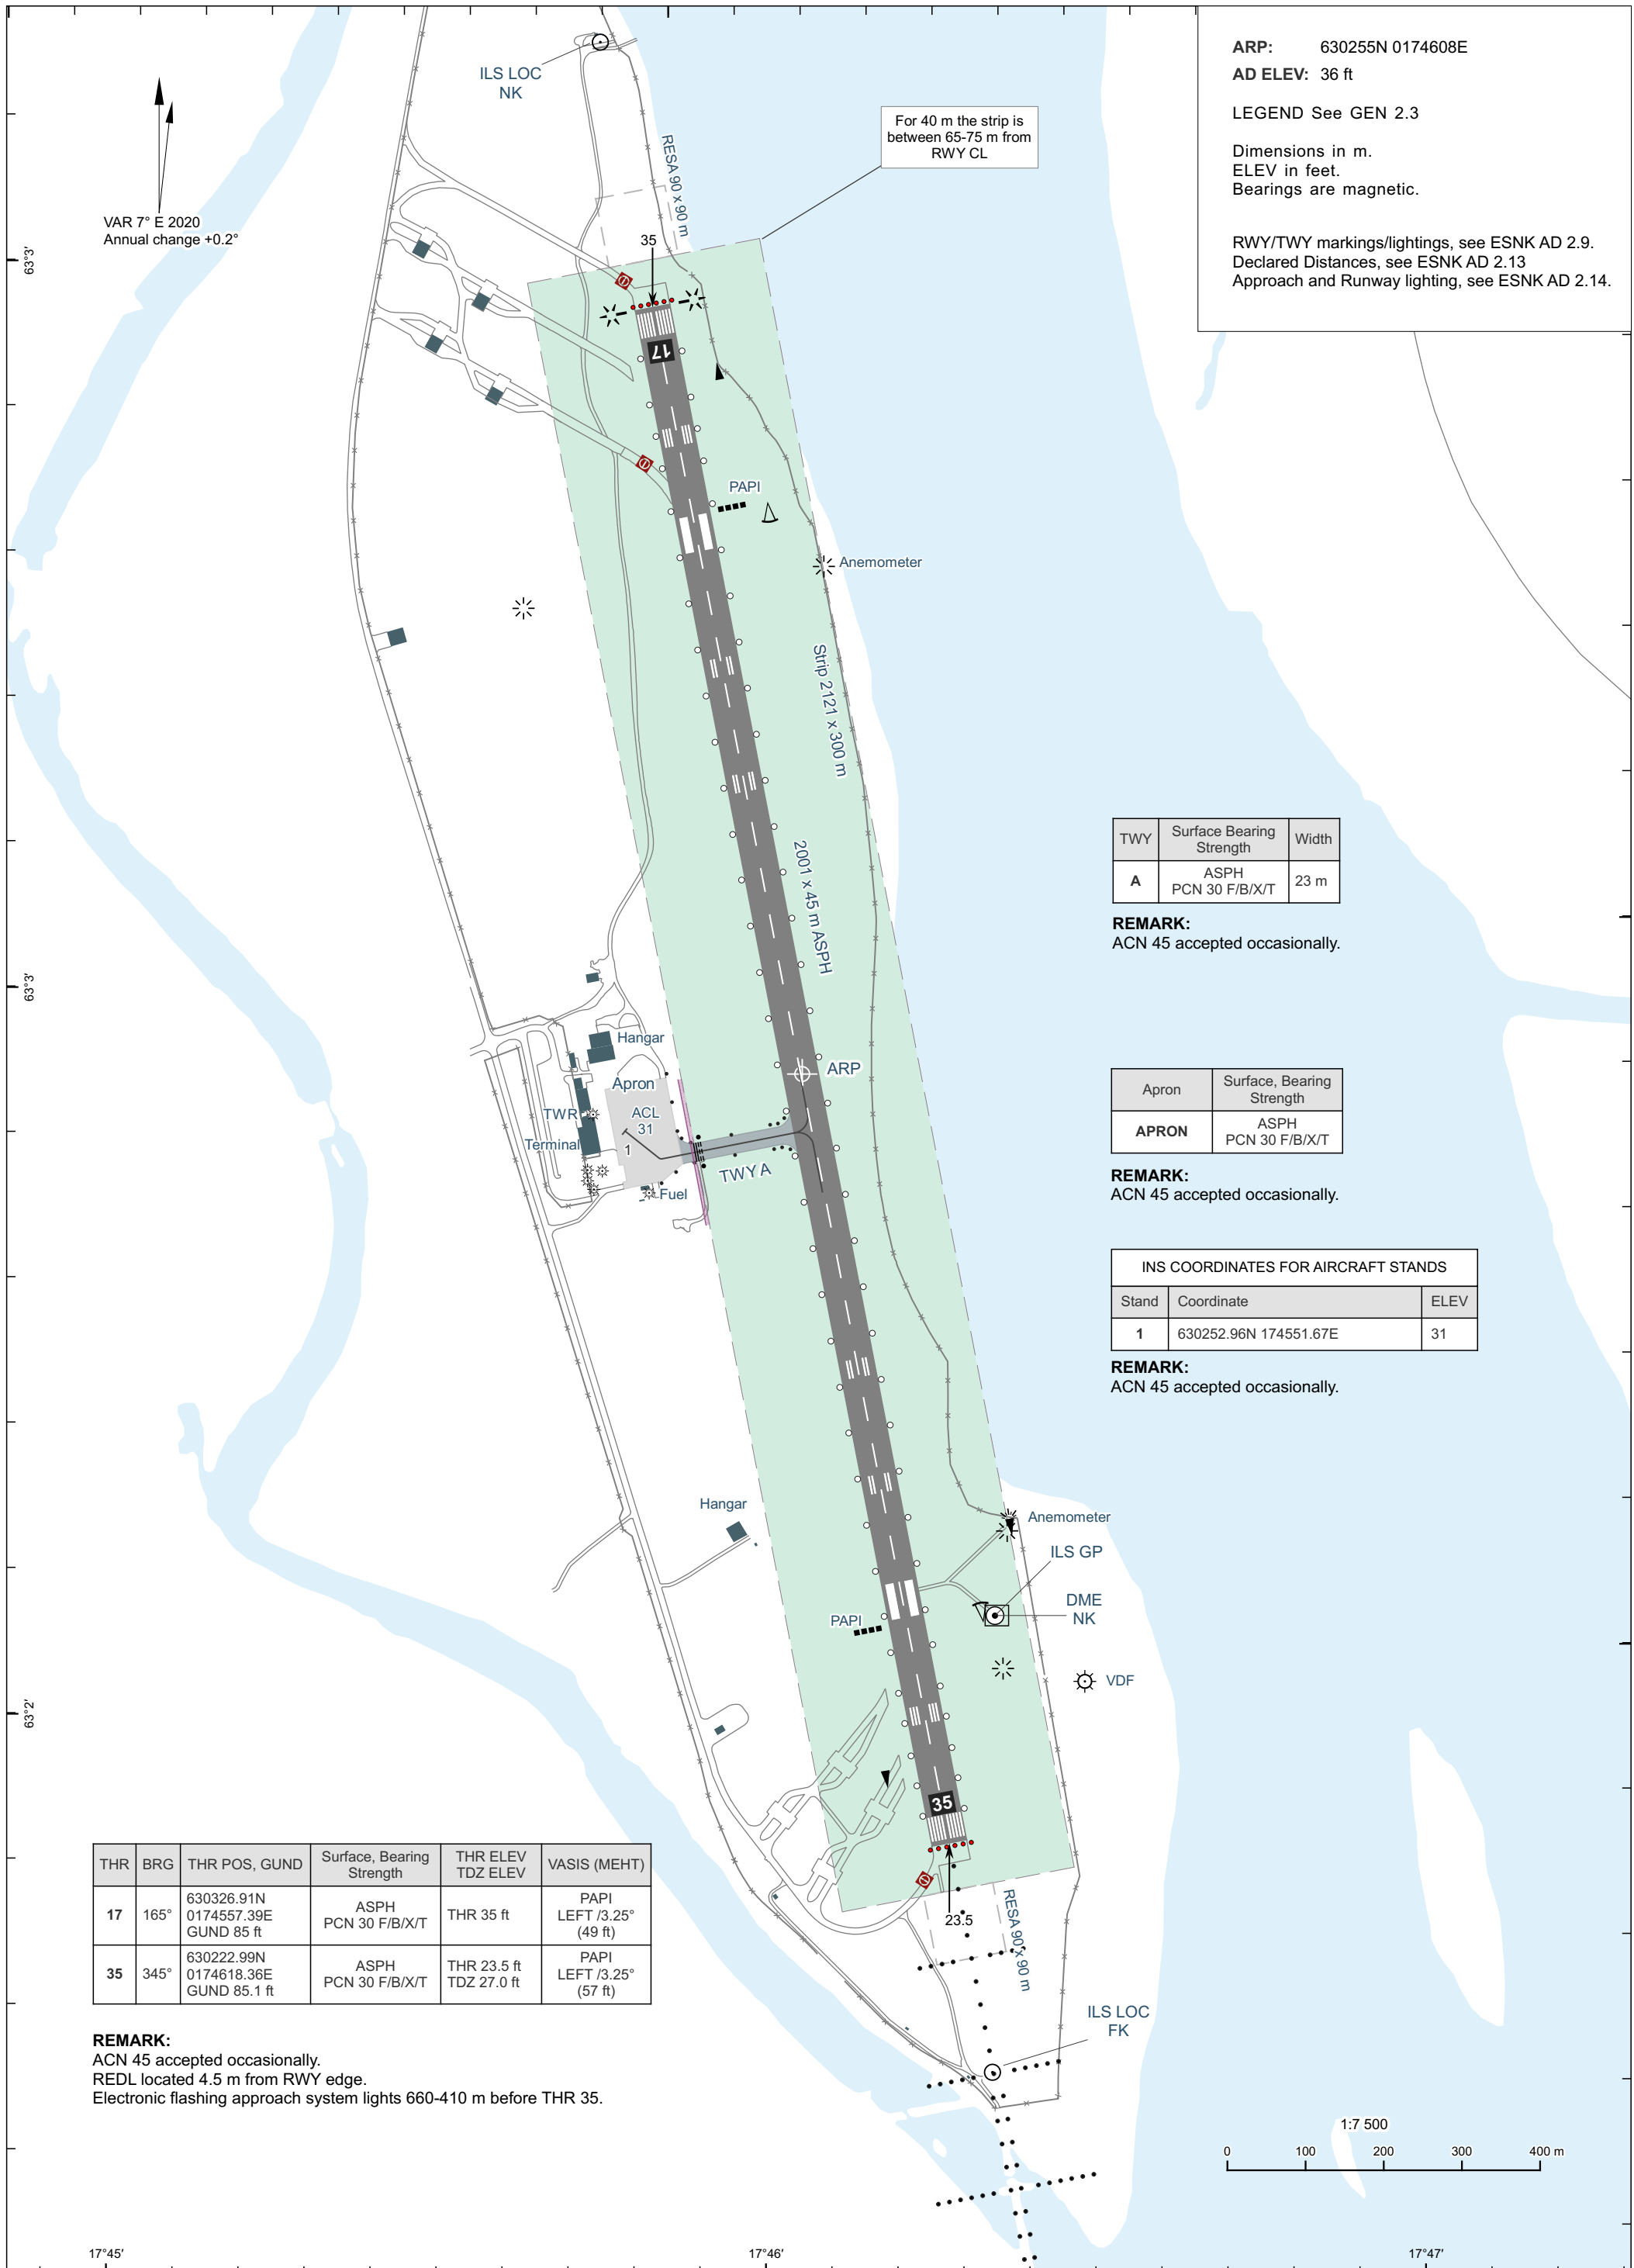 ARP: 630255N 0174608E
AD ELEV: 36 ft
LEGEND See GEN 2.3
Dimensions in m.
ELEV in feet.
Bearings are magnetic.
RWY/TWY markings/lightings, see ESNK AD 2.9.
Declared Distances, see ESNK AD 2.13
Approach and Runway lighting, see ESNK AD 2.14.
ILS LOC
NK
For 40 m the strip is
between 65-75 m from
RWY CL
RESA 90 x 90 m
VAR 7° E 2020
Annual change +0.2°
63°3'
35
17
PAPI
Anemometer
Strip 2121 x 300 m
2001 x 45 m ASPH
TWY Surface Bearing Strength Width
A ASPH PCN 30 F/B/X/T 23 m
REMARK:
ACN 45 accepted occasionally.
63°3'
Hangar
ARP
Apron
ACL
31
TWR
Terminal
1
TWY A
Fuel
Apron Surface, Bearing Strength
APRON ASPH PCN 30 F/B/X/T
REMARK:
ACN 45 accepted occasionally.
INS COORDINATES FOR AIRCRAFT STANDS
Stand Coordinate ELEV
1 630252.96N 174551.67E 31
REMARK:
ACN 45 accepted occasionally.
Hangar
Anemometer
ILS GP
DME
NK
PAPI
VDF
63°2'
35
23.5
RESA 90 x 90 m
THR BRG THR POS, GUND Surface, Bearing Strength THR ELEV TDZ ELEV VASIS (MEHT)
17 165° 630326.91N 0174557.39E GUND 85 ft ASPH PCN 30 F/B/X/T THR 35 ft PAPI LEFT /3.25° (49 ft)
35 345° 630222.99N 0174618.36E GUND 85.1 ft ASPH PCN 30 F/B/X/T THR 23.5 ft TDZ 27.0 ft PAPI LEFT /3.25° (57 ft)
REMARK:
ACN 45 accepted occasionally.
REDL located 4.5 m from RWY edge.
Electronic flashing approach system lights 660-410 m before THR 35.
ILS LOC
FK
1:7 500
0 100 200 300 400 m
17°45' 17°46' 17°47'